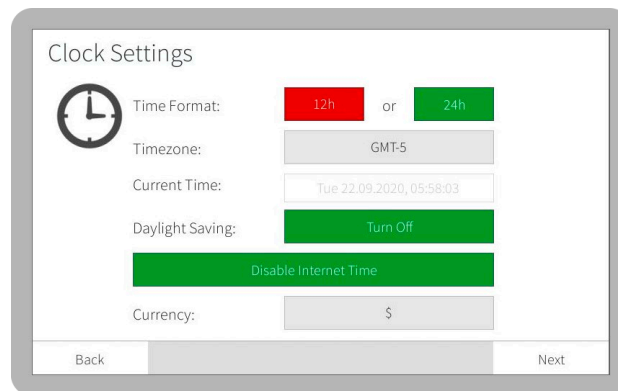 Clock Settings
Time Format: 12h or 24h
Timezone: GMT-5
Current Time: Tue 22.09.2020, 05:58:03
Daylight Saving: Turn Off
Disable Internet Time
Currency: $
Back Next